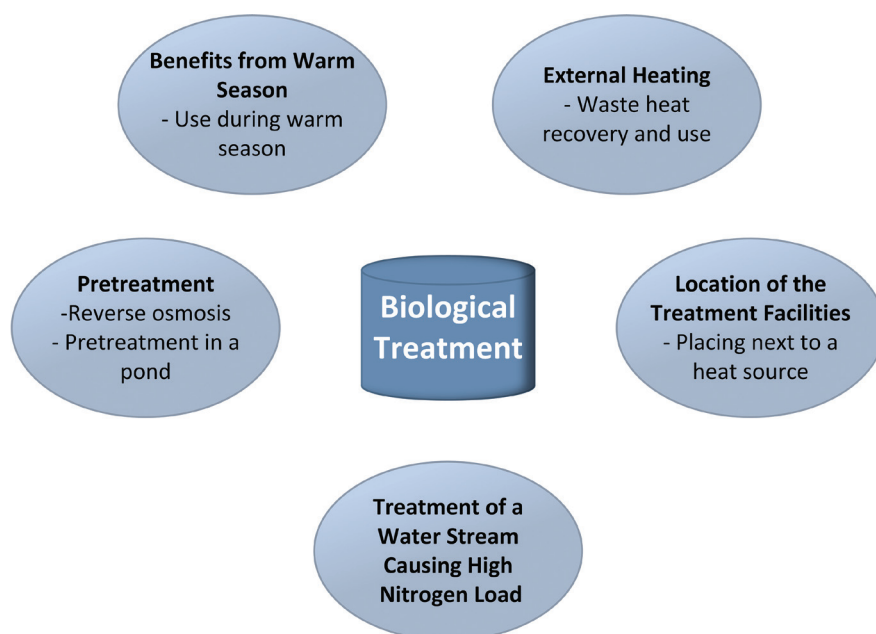 Benefits from Warm
Season
- Use during warm
season
External Heating
- Waste heat
recovery and use
Pretreatment
-Reverse osmosis
- Pretreatment in a
pond
Biological
Treatment
Location of the
Treatment Facilities
- Placing next to a
heat source
Treatment of a
Water Stream
Causing High
Nitrogen Load